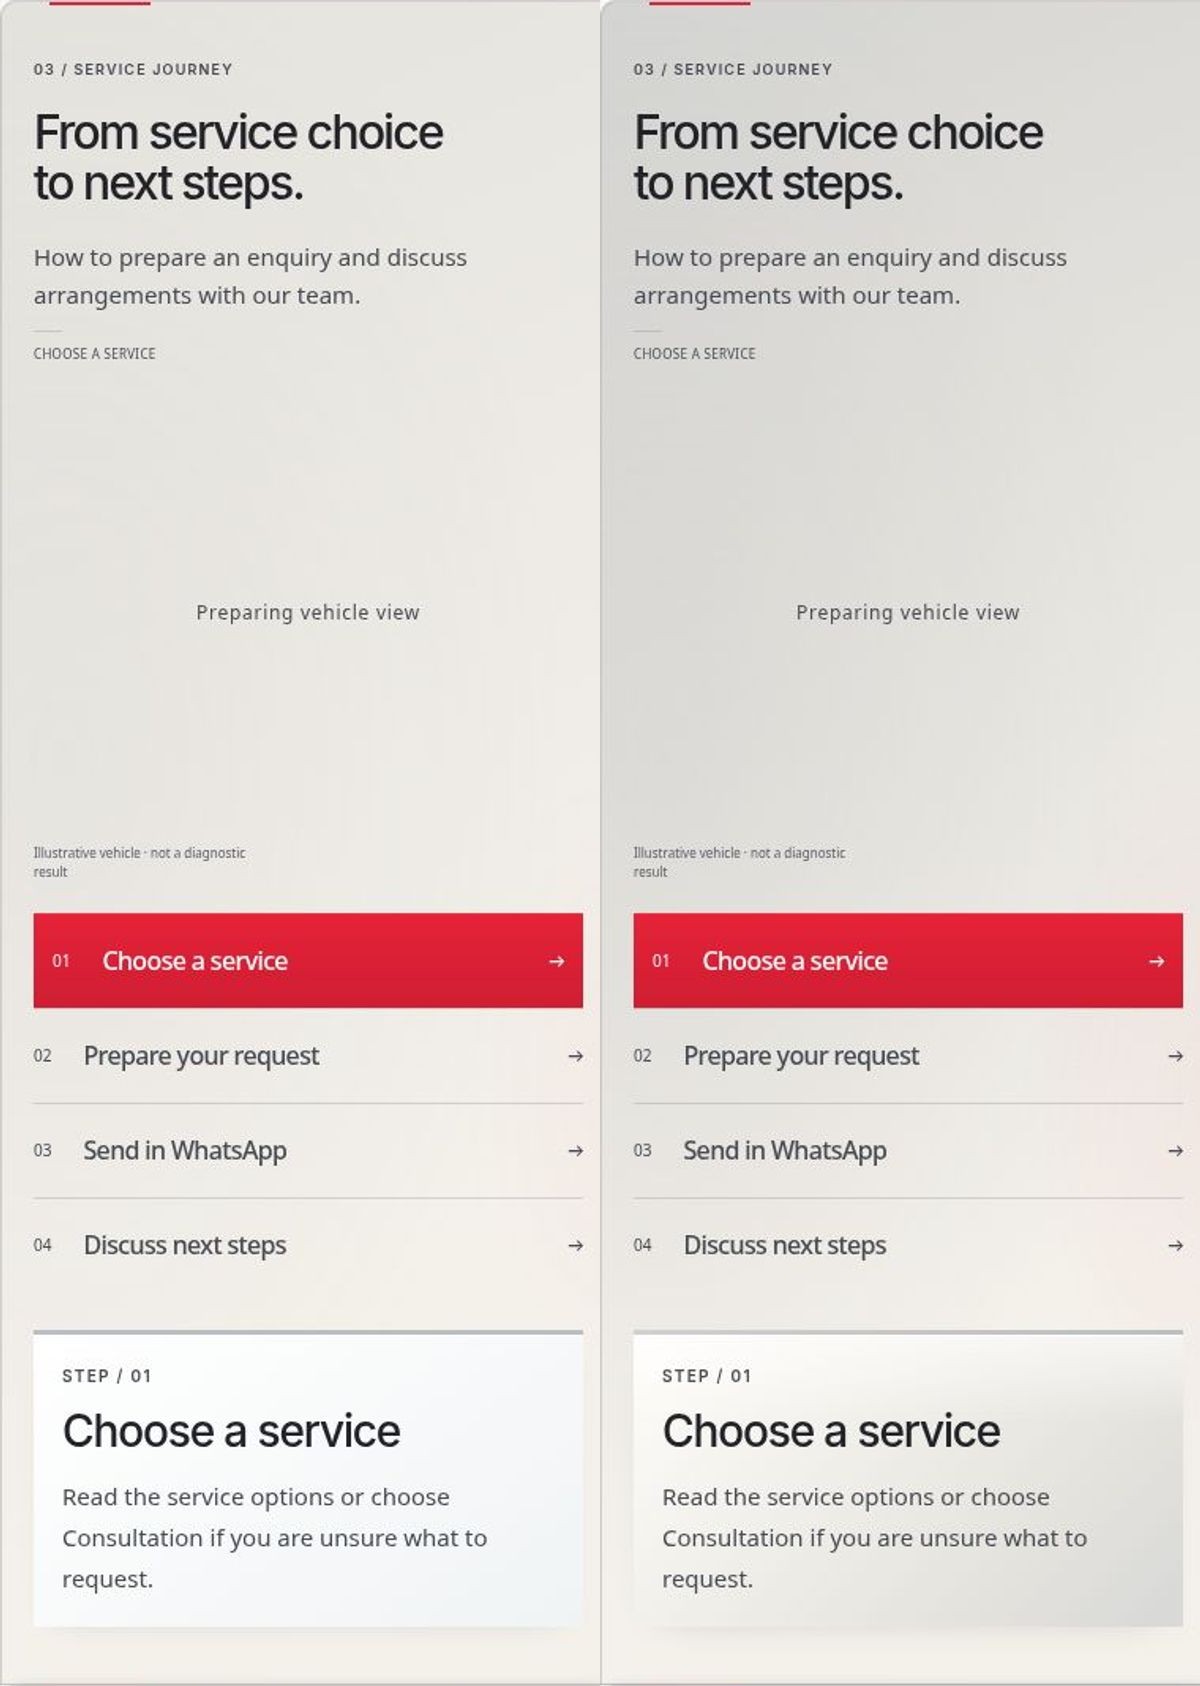 03 / SERVICE JOURNEY
From service choice
to next steps.
How to prepare an enquiry and discuss
arrangements with our team.
CHOOSE A SERVICE
Preparing vehicle view
Illustrative vehicle · not a diagnostic
result
01 Choose a service →
02 Prepare your request →
03 Send in WhatsApp →
04 Discuss next steps →
STEP / 01
Choose a service
Read the service options or choose
Consultation if you are unsure what to
request.
03 / SERVICE JOURNEY
From service choice
to next steps.
How to prepare an enquiry and discuss
arrangements with our team.
CHOOSE A SERVICE
Preparing vehicle view
Illustrative vehicle · not a diagnostic
result
01 Choose a service →
02 Prepare your request →
03 Send in WhatsApp →
04 Discuss next steps →
STEP / 01
Choose a service
Read the service options or choose
Consultation if you are unsure what to
request.